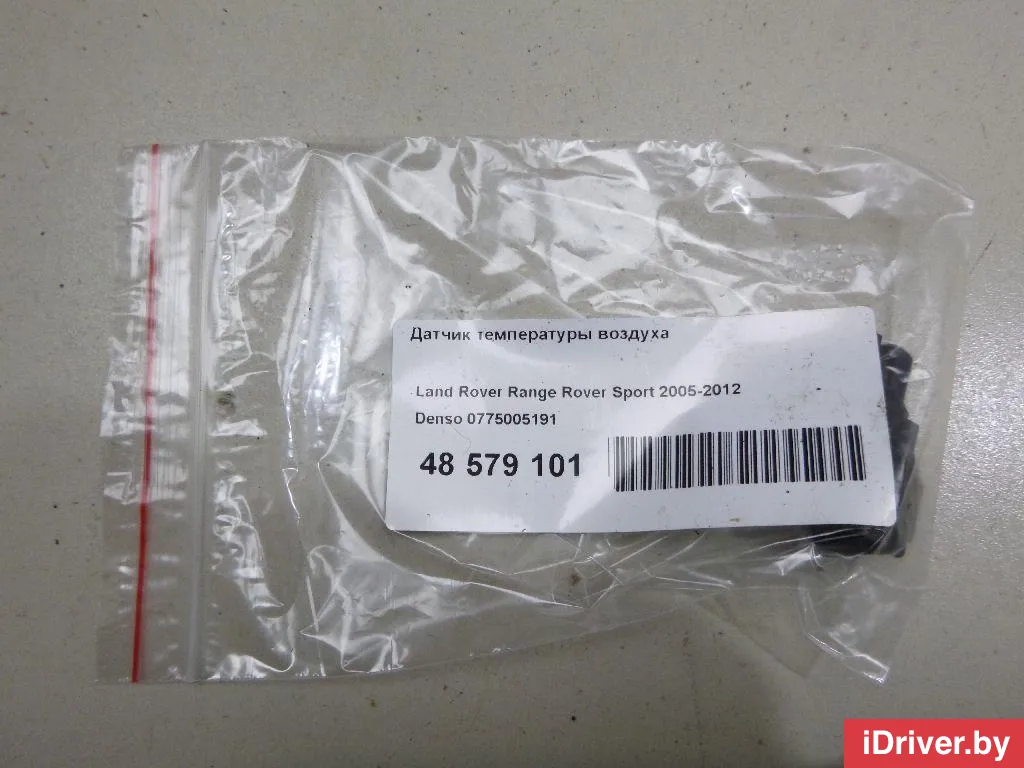 Датчик температуры воздуха
Land Rover Range Rover Sport 2005-2012
Denso 0775005191
48 579 101
iDriver.by